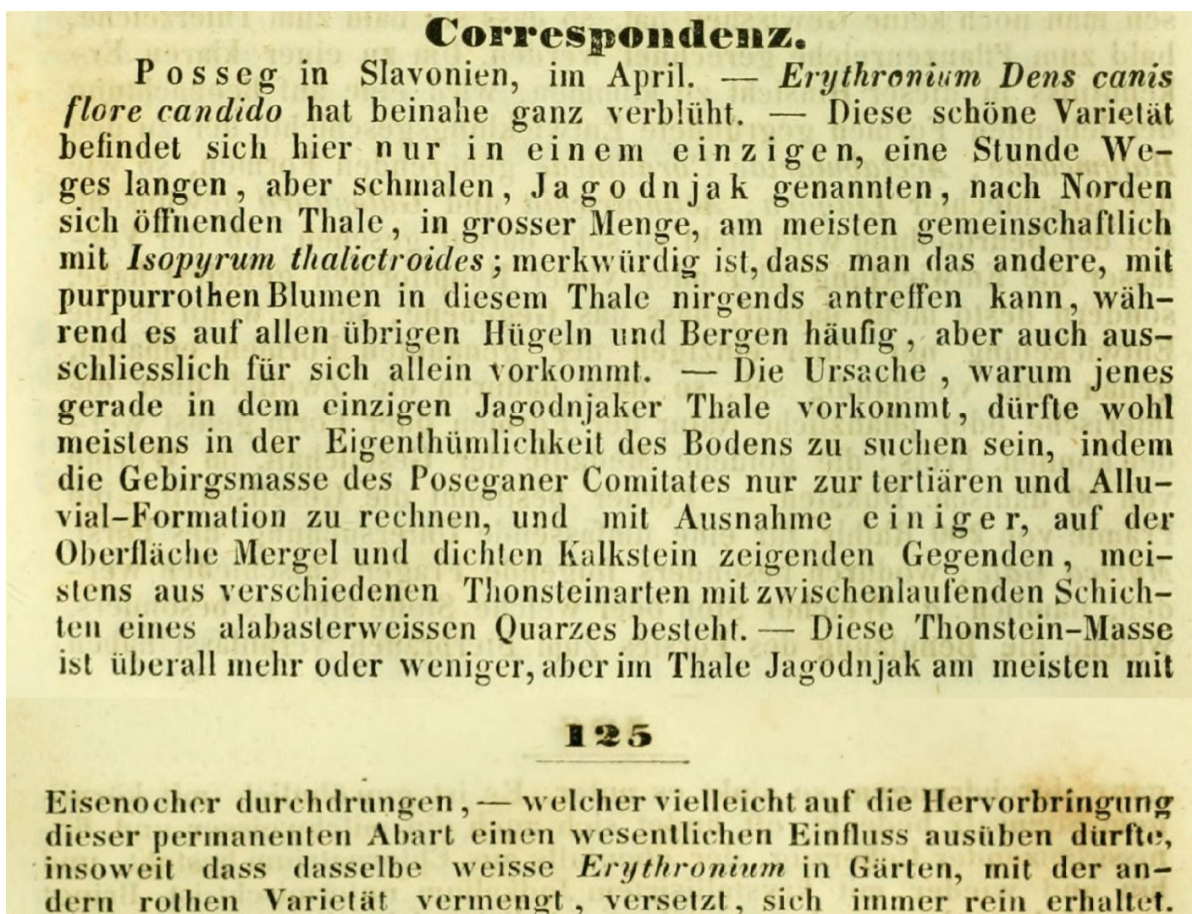 Correspondenz.
Posseg in Slavonien, im April. — Erythronium Dens canis
flore candido hat beinahe ganz verblüht. — Diese schöne Varietät
befindet sich hier nur in einem einzigen, eine Stunde We-
ges langen, aber schmalen, Jagodnjak genannten, nach Norden
sich öffnenden Thale, in grosser Menge, am meisten gemeinschaftlich
mit Isopyrum thalictroides; merkwürdig ist, dass man das andere, mit
purpurrothen Blumen in diesem Thale nirgends antreffen kann, wäh-
rend es auf allen übrigen Hügeln und Bergen häufig, aber auch aus-
schliesslich für sich allein vorkommt. — Die Ursache, warum jenes
gerade in dem einzigen Jagodnjaker Thale vorkommt, dürfte wohl
meistens in der Eigenthümlichkeit des Bodens zu suchen sein, indem
die Gebirgsmasse des Poseganer Comitates nur zur tertiären und Allu-
vial-Formation zu rechnen, und mit Ausnahme einiger, auf der
Oberfläche Mergel und dichten Kalkstein zeigenden Gegenden, mei-
stens aus verschiedenen Thonsteinarten mit zwischenlaufenden Schich-
ten eines alabasterweissen Quarzes besteht. — Diese Thonstein-Masse
ist überall mehr oder weniger, aber im Thale Jagodnjak am meisten mit
125
Eisenocher durchdrungen, — welcher vielleicht auf die Hervorbringung
dieser permanenten Abart einen wesentlichen Einfluss ausüben dürfte,
insoweit dass dasselbe weisse Erythronium in Gärten, mit der an-
dern rothen Varietät vermengt, versetzt, sich immer rein erhaltet.